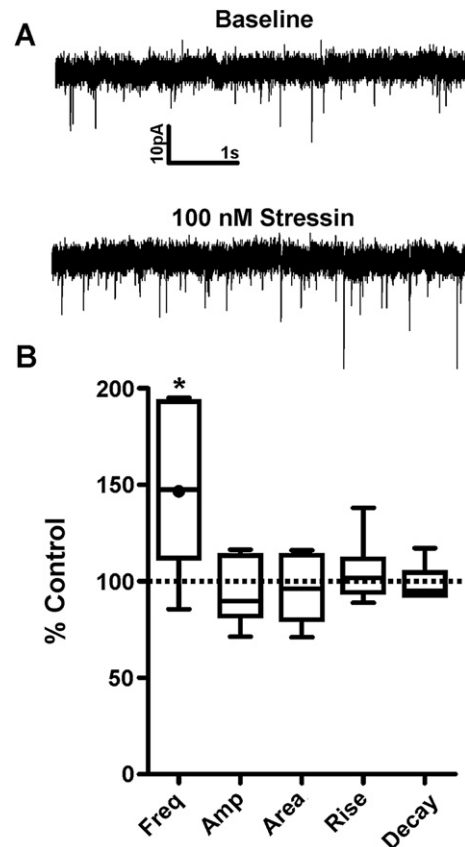 A
Baseline
10pA
1s
100 nM Stressin
B
*
% Control
200
150
100
50
0
Freq
Amp
Area
Rise
Decay